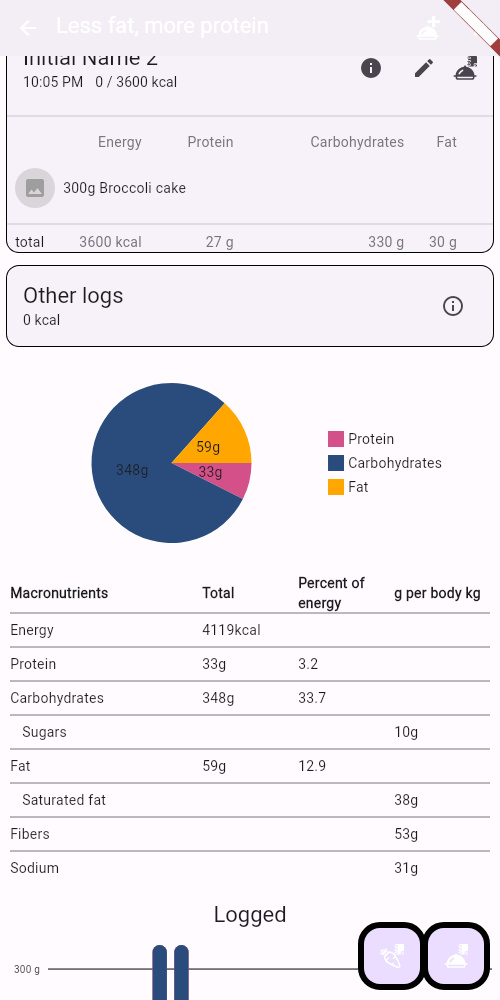 Less fat, more protein
Initial Name 2
10:05 PM 0 / 3600 kcal
Energy Protein Carbohydrates Fat
300g Broccoli cake
total 3600 kcal 27 g 330 g 30 g
Other logs
0 kcal
59g
348g
33g
Protein
Carbohydrates
Fat
Macronutrients Total Percent of energy g per body kg
Energy 4119kcal
Protein 33g 3.2
Carbohydrates 348g 33.7
Sugars 10g
Fat 59g 12.9
Saturated fat 38g
Fibers 53g
Sodium 31g
Logged
300 g